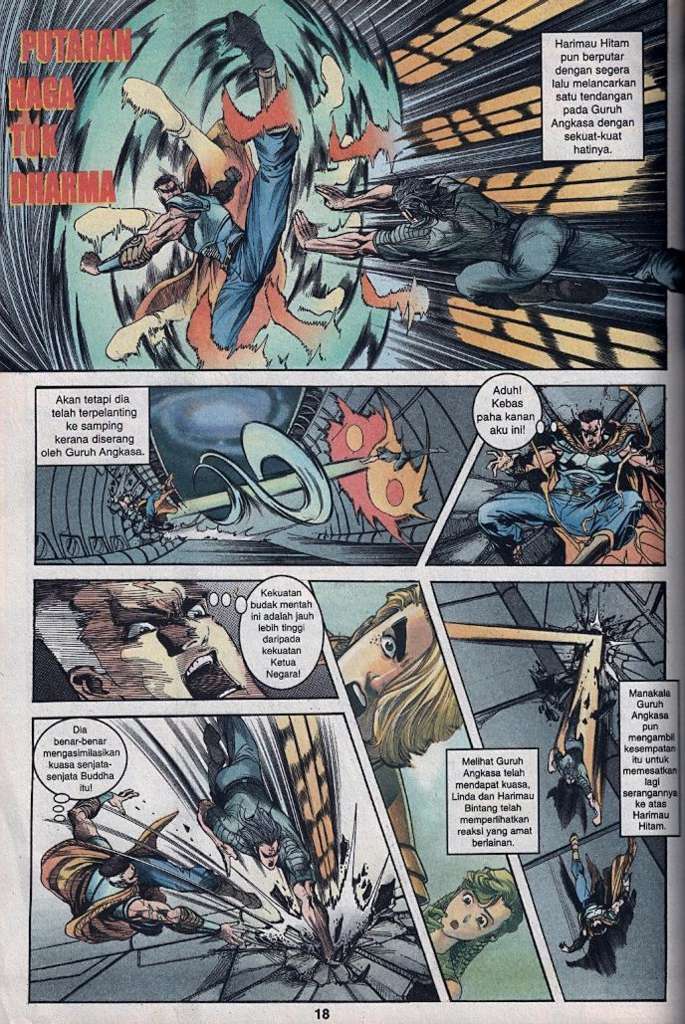 PUTARAN
NAGA
TUK
DHARMA
Harimau Hitam
pun berputar
dengan segera
lalu melancarkan
satu tendangan
pada Guruh
Angkasa dengan
sekuat-kuat
hatinya.
Akan tetapi dia
telah terpelanting
ke samping
kerana diserang
oleh Guruh Angkasa.
Aduh!
Kebas
paha kanan
aku ini!
Kekuatan
budak mentah
ini adalah jauh
lebih tinggi
daripada
kekuatan
Ketua
Negara!
Dia
benar-benar
mengasimilasikan
kuasa senjata-
senjata Buddha
itu!
Melihat Guruh
Angkasa telah
mendapat kuasa,
Linda dan Harimau
Bintang telah
memperlihatkan
reaksi yang amat
berlainan.
Manakala
Guruh
Angkasa
pun
mengambil
kesempatan
itu untuk
memesatkan
lagi
serangannya
ke atas
Harimau
Hitam.
18